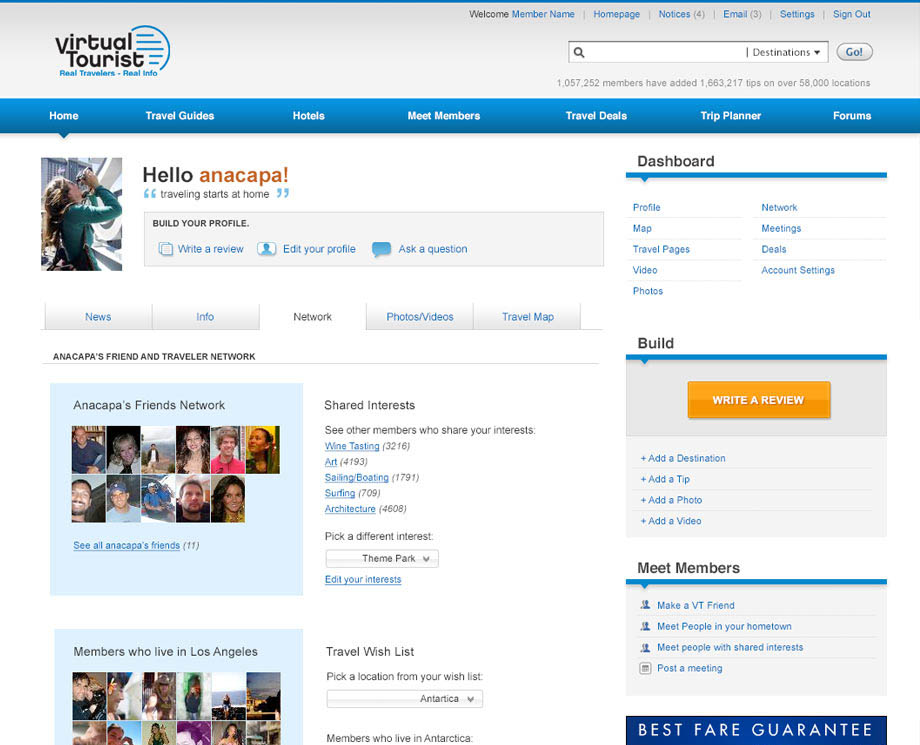 Welcome Member Name | Homepage | Notices (4) | Email (3) | Settings | Sign Out
virtual
Tourist
Real Travelers - Real Info
| Destinations
Go!
1,057,252 members have added 1,663,217 tips on over 58,000 locations
Home
Travel Guides
Hotels
Meet Members
Travel Deals
Trip Planner
Forums
Hello anacapa!
“ traveling starts at home ”
BUILD YOUR PROFILE.
Write a review
Edit your profile
Ask a question
News
Info
Network
Photos/Videos
Travel Map
ANACAPA'S FRIEND AND TRAVELER NETWORK
Anacapa's Friends Network
See all anacapa's friends (11)
Shared Interests
See other members who share your interests:
Wine Tasting (3216)
Art (4193)
Sailing/Boating (1791)
Surfing (709)
Architecture (4608)
Pick a different interest:
Theme Park
Edit your interests
Members who live in Los Angeles
Travel Wish List
Pick a location from your wish list:
Antartica
Members who live in Antarctica:
Dashboard
Profile
Network
Map
Meetings
Travel Pages
Deals
Video
Account Settings
Photos
Build
WRITE A REVIEW
+ Add a Destination
+ Add a Tip
+ Add a Photo
+ Add a Video
Meet Members
Make a VT Friend
Meet People in your hometown
Meet people with shared interests
Post a meeting
BEST FARE GUARANTEE